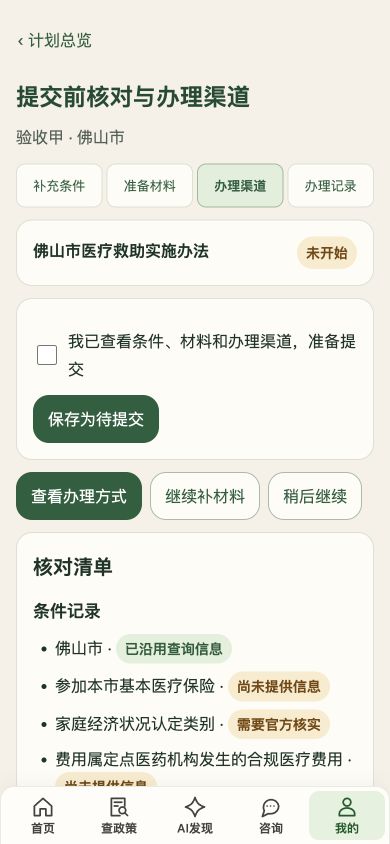 ‹ 计划总览
提交前核对与办理渠道
验收甲 · 佛山市
补充条件 准备材料 办理渠道 办理记录
佛山市医疗救助实施办法 未开始
我已查看条件、材料和办理渠道，准备提
交
保存为待提交
查看办理方式 继续补材料 稍后继续
核对清单
条件记录
• 佛山市 · 已沿用查询信息
• 参加本市基本医疗保险 · 尚未提供信息
• 家庭经济状况认定类别 · 需要官方核实
• 费用属定点医药机构发生的合规医疗费用 ·
尚未提供信息
首页 查政策 AI发现 咨询 我的